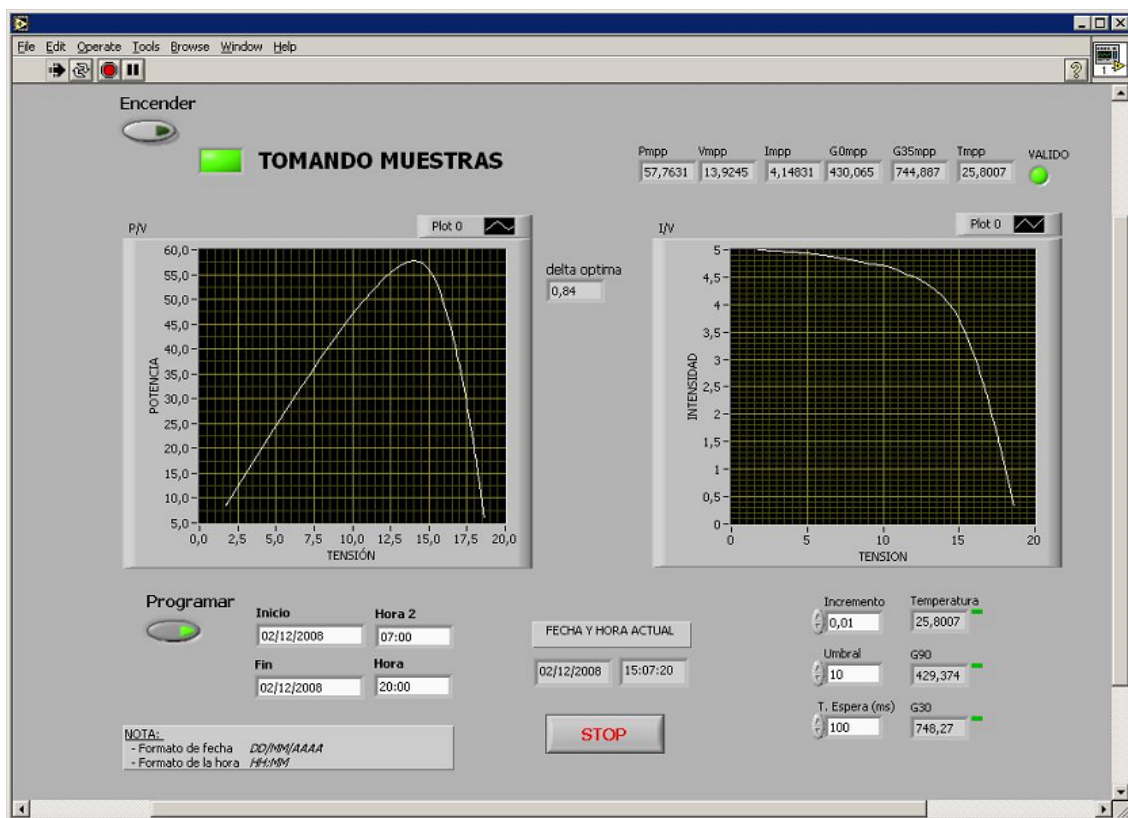 File Edit Operate Tools Browse Window Help
1
Encender
TOMANDO MUESTRAS
Pmpp Vmpp Impp G0mpp G35mpp Tmpp VALIDO
57,7631 13,9245 4,14831 430,065 744,887 25,8007
P/V
Plot 0
60,0
55,0
50,0
45,0
40,0
35,0
30,0
25,0
20,0
15,0
10,0
5,0
POTENCIA
0,0 2,5 5,0 7,5 10,0 12,5 15,0 17,5 20,0
TENSIÓN
delta optima
0,84
I/V
Plot 0
5
4,5
4
3,5
3
2,5
2
1,5
1
0,5
0
INTENSIDAD
0 5 10 15 20
TENSION
Programar
Inicio Hora 2
02/12/2008 07:00
Fin Hora
02/12/2008 20:00
NOTA:
- Formato de fecha DD/MM/AAAA
- Formato de la hora HH:MM
FECHA Y HORA ACTUAL
02/12/2008 15:07:20
STOP
Incremento Temperatura
0,01 25,8007
Umbral G90
10 429,374
T. Espera (ms) G30
100 748,27